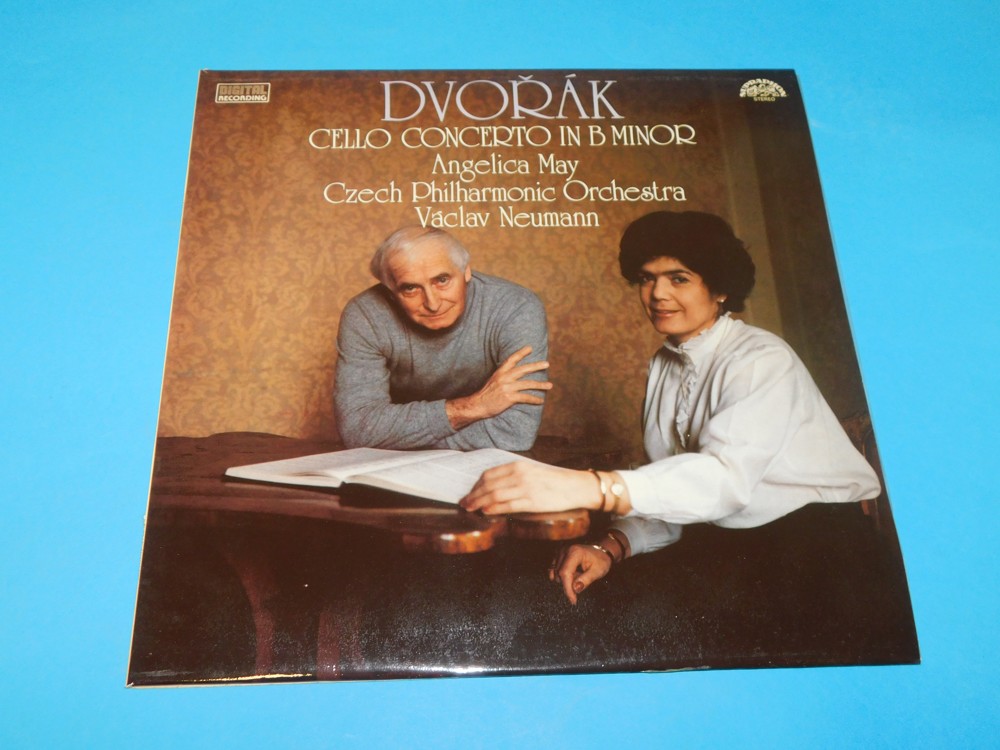 DIGITAL
RECORDING
SUPRAPHON
STEREO
DVOŘÁK
CELLO CONCERTO IN B MINOR
Angelica May
Czech Philharmonic Orchestra
Václav Neumann